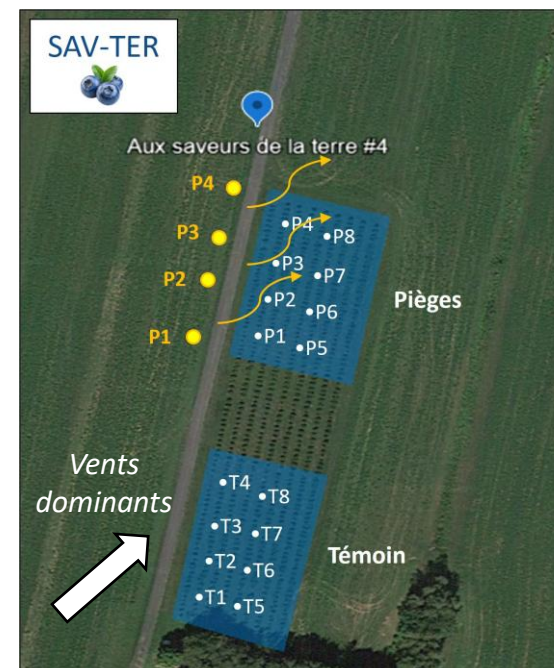 SAV-TER
Aux saveurs de la terre #4
P4
P3
P2
P1
P4
P8
P3
P7
P2
P6
P1
P5
Pièges
Vents
dominants
T4
T8
T3
T7
T2
T6
T1
T5
Témoin